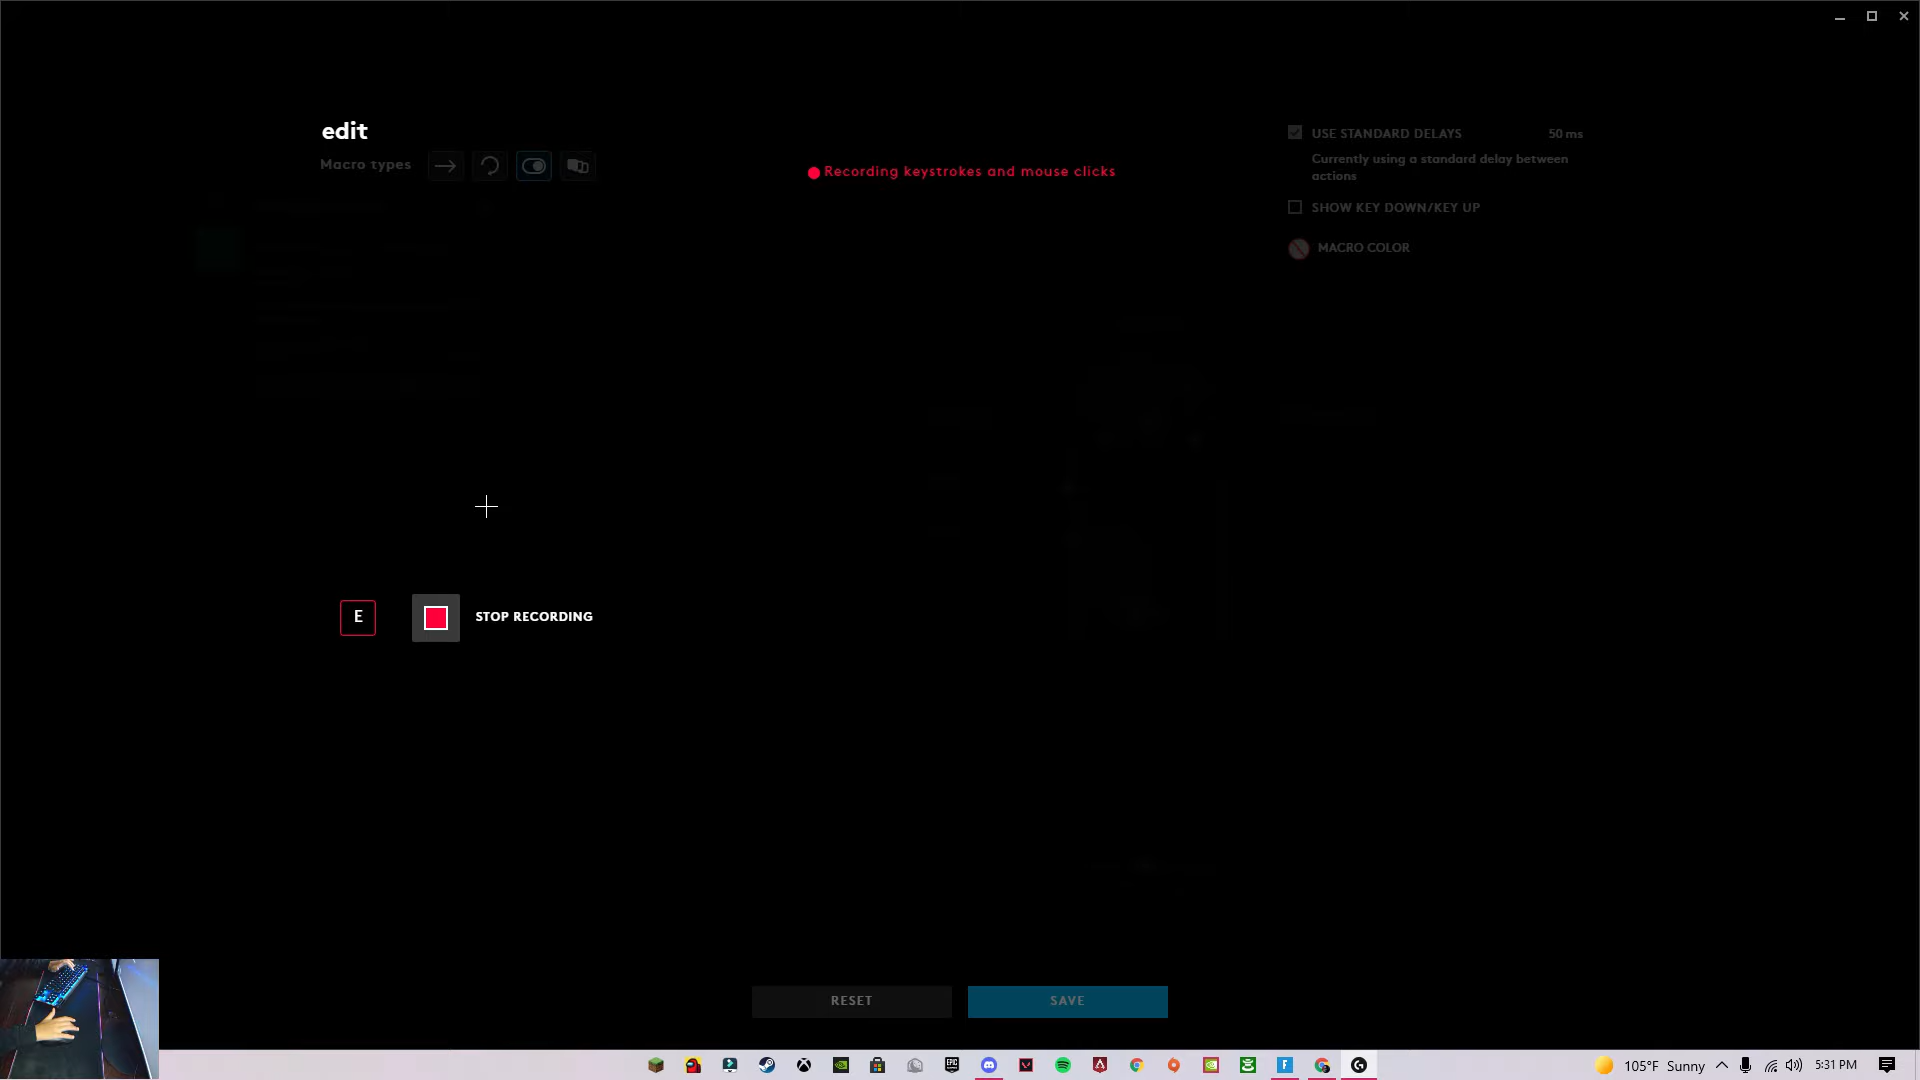 edit
Macro types
Recording keystrokes and mouse clicks
USE STANDARD DELAYS 50 ms
Currently using a standard delay between
actions
SHOW KEY DOWN/KEY UP
MACRO COLOR
E STOP RECORDING
RESET SAVE
EPIC
105°F Sunny 5:31 PM